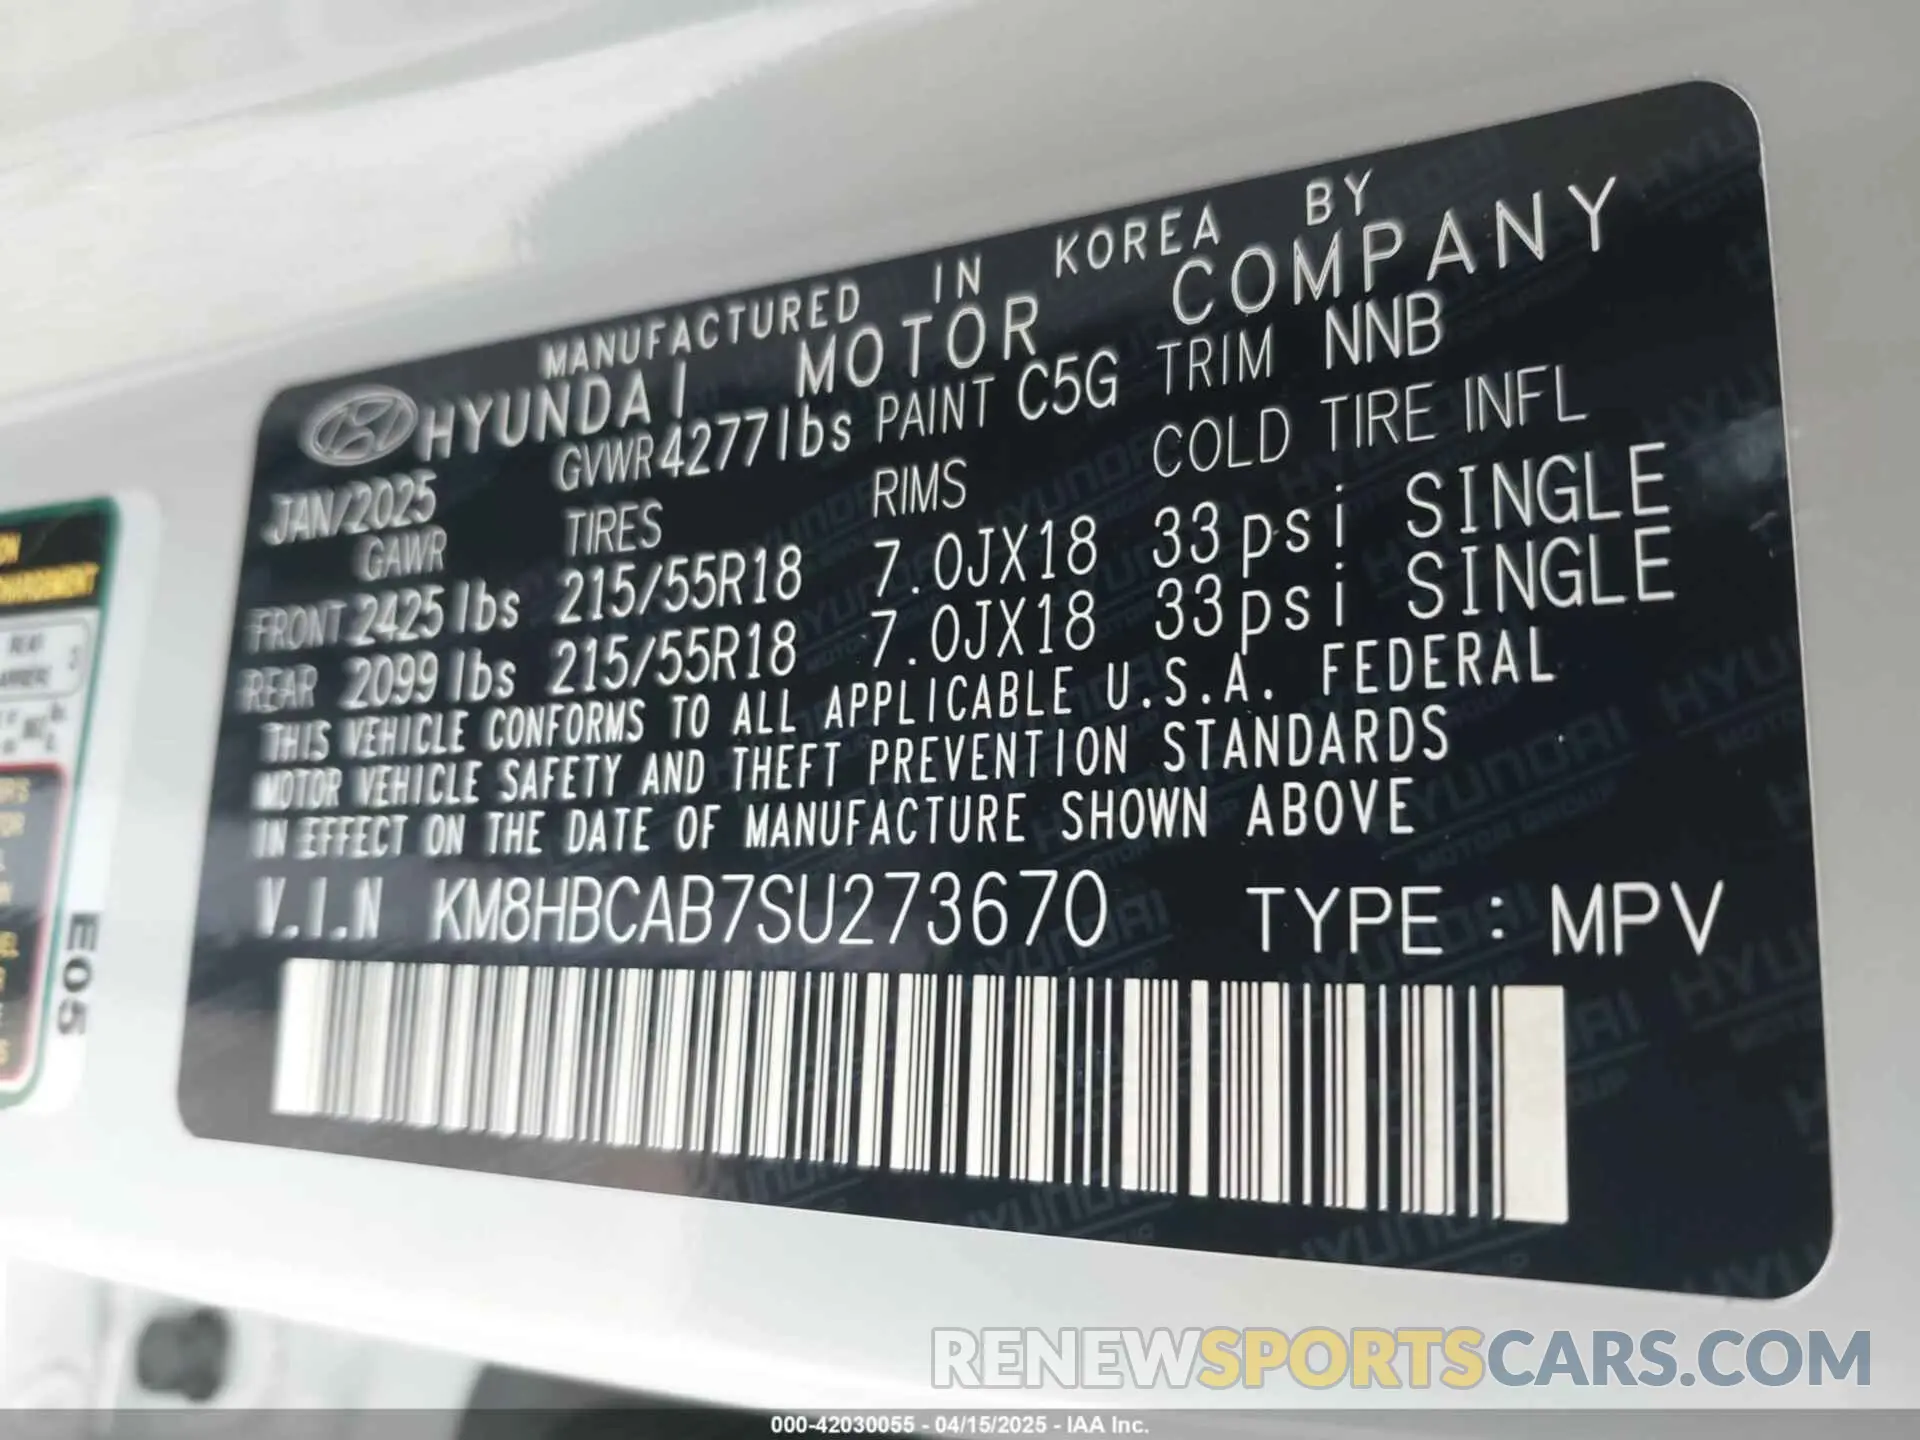 MANUFACTURED IN KOREA BY
HYUNDAI MOTOR COMPANY
JAN/2025 GVWR 4277lbs PAINT C5G TRIM NNB
GAWR TIRES RIMS COLD TIRE INFL
FRONT 2425lbs 215/55R18 7.0JX18 33psi SINGLE
REAR 2099lbs 215/55R18 7.0JX18 33psi SINGLE
THIS VEHICLE CONFORMS TO ALL APPLICABLE U.S.A. FEDERAL
MOTOR VEHICLE SAFETY AND THEFT PREVENTION STANDARDS
IN EFFECT ON THE DATE OF MANUFACTURE SHOWN ABOVE
V.I.N KM8HBCAB7SU273670 TYPE : MPV
E05
RENEWSPORTSCARS.COM
000-42030055 - 04/15/2025 - IAA Inc.